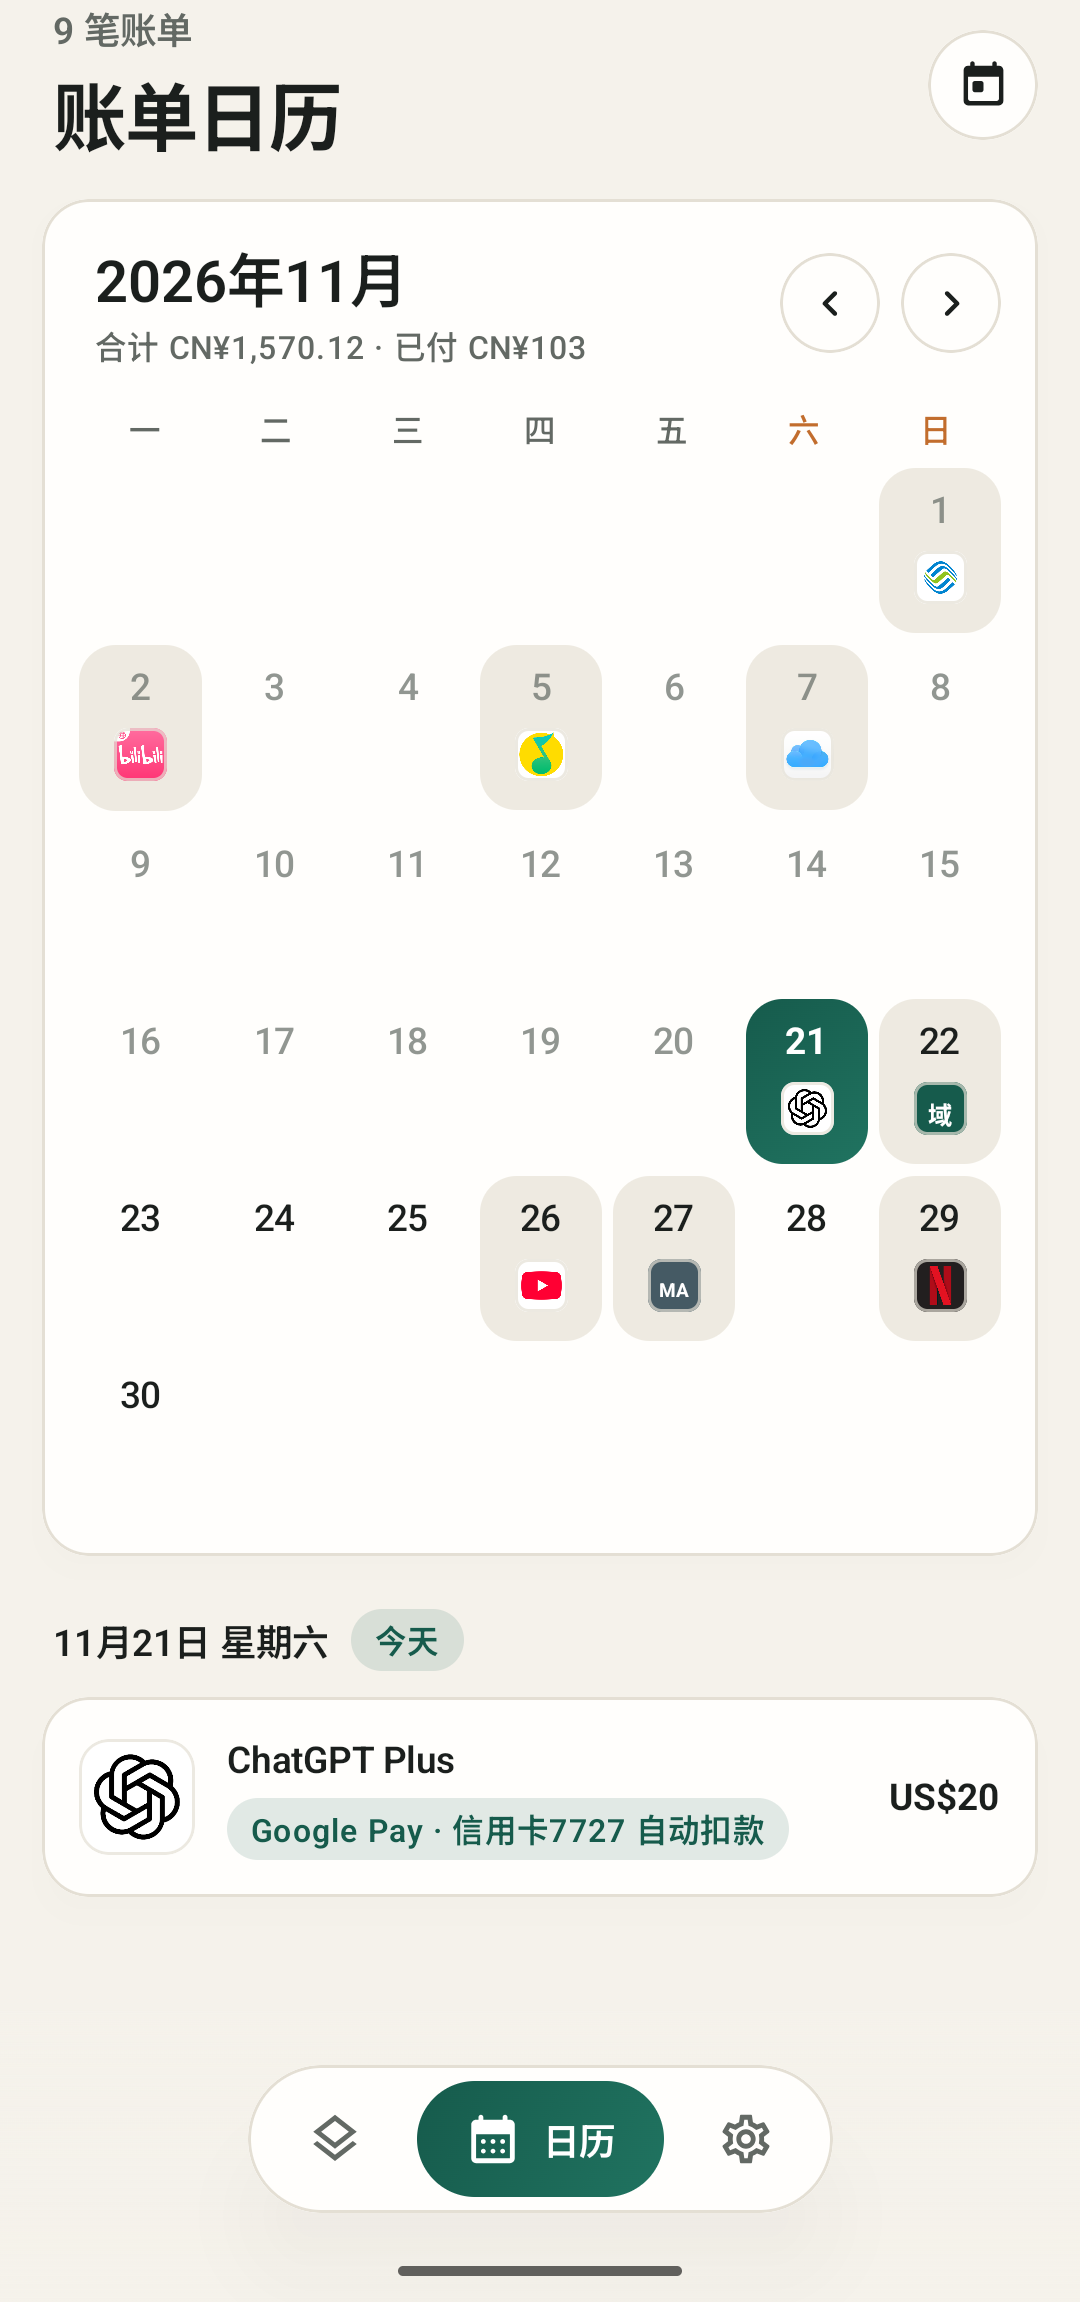 9 笔账单
账单日历
2026年11月
合计 CN¥1,570.12 · 已付 CN¥103
一 二 三 四 五 六 日
1
2 3 4 5 6 7 8
bilibili
9 10 11 12 13 14 15
16 17 18 19 20 21 22
域
23 24 25 26 27 28 29
MA N
30
11月21日 星期六 今天
ChatGPT Plus
US$20
Google Pay · 信用卡7727 自动扣款
日历